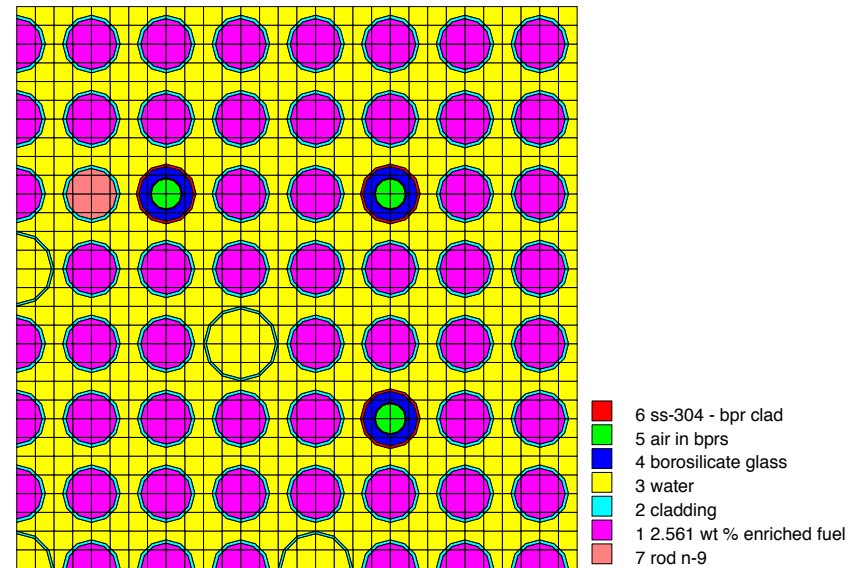 6 ss-304 - bpr clad
5 air in bprs
4 borosilicate glass
3 water
2 cladding
1 2.561 wt % enriched fuel
7 rod n-9